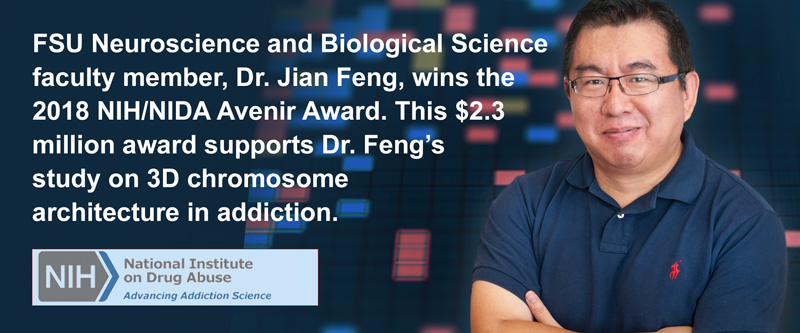 FSU Neuroscience and Biological Science
faculty member, Dr. Jian Feng, wins the
2018 NIH/NIDA Avenir Award. This $2.3
million award supports Dr. Feng’s
study on 3D chromosome
architecture in addiction.
NIH
National Institute
on Drug Abuse
Advancing Addiction Science